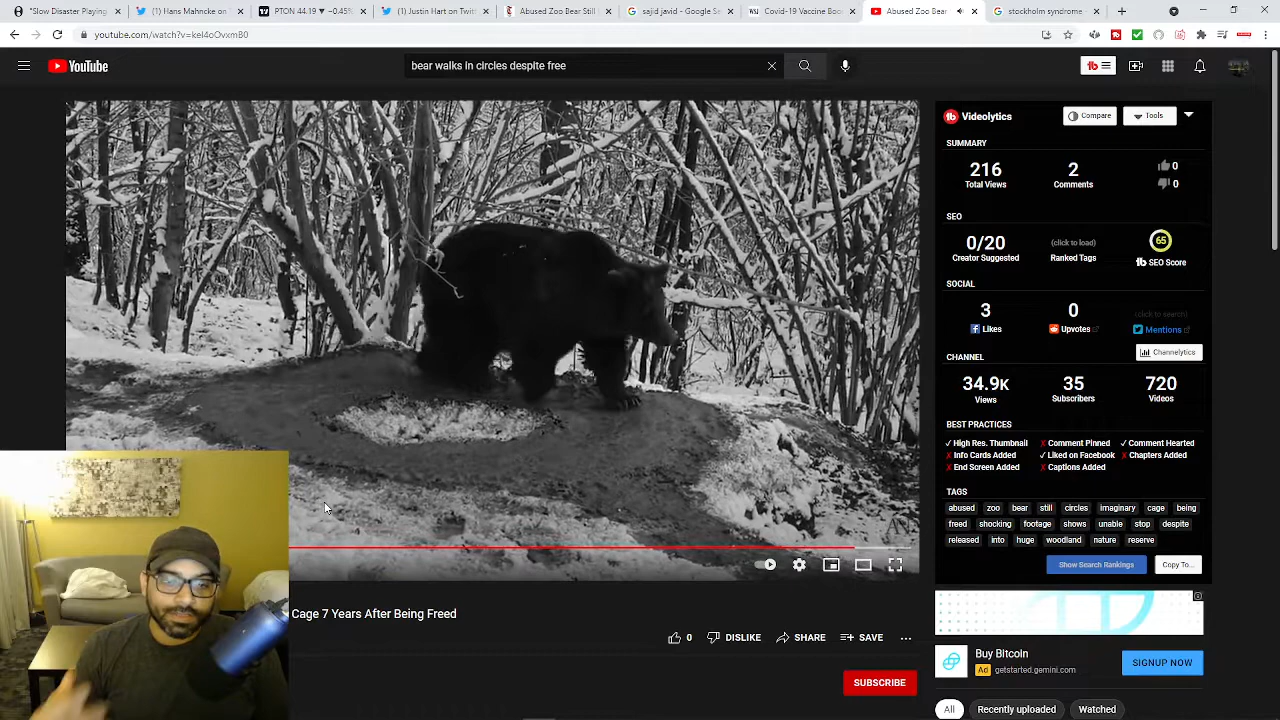 "Slow Disaster Playing
Hans Mahncke on
PTON 44.19 ▼ −0.45%
(Justin Hart on Twitt
Abused Zoo Bear Still
sajid javid - Google Se
Covid-19 Vaccine Boos
Abused Zoo Bear
stockholm syndrome
youtube.com/watch?v=kel4oOvxmB0
YouTube
bear walks in circles despite free
Videolytics
Compare
Tools
SUMMARY
216
Total Views
2
Comments
0
0
SEO
0/20
Creator Suggested
(click to load)
Ranked Tags
65
SEO Score
SOCIAL
3
Likes
0
Upvotes
(click to search)
Mentions
CHANNEL
Channelytics
34.9K
Views
35
Subscribers
720
Videos
BEST PRACTICES
High Res. Thumbnail
Comment Pinned
Comment Hearted
Info Cards Added
Liked on Facebook
Chapters Added
End Screen Added
Captions Added
TAGS
abused zoo bear still circles imaginary cage being
freed shocking footage shows unable stop despite
released into huge woodland nature reserve
Show Search Rankings
Copy To...
Cage 7 Years After Being Freed
0
DISLIKE
SHARE
SAVE
SUBSCRIBE
Buy Bitcoin
Ad getstarted.gemini.com
SIGNUP NOW
All
Recently uploaded
Watched